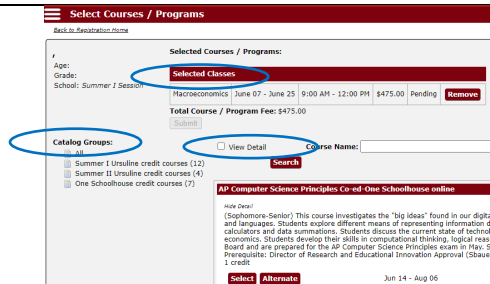 Select Courses / Programs
Back to Registration Home
,
Age:
Grade:
School: Summer I Session
Selected Courses / Programs:
Selected Classes
Macroeconomics June 07 - June 25 9:00 AM - 12:00 PM $475.00 Pending Remove
Total Course / Program Fee: $475.00
Submit
Catalog Groups:
All
Summer I Ursuline credit courses (12)
Summer II Ursuline credit courses (4)
One Schoolhouse credit courses (7)
View Detail Course Name:
Search
AP Computer Science Principles Co-ed-One Schoolhouse online
Hide Detail
(Sophomore-Senior) This course investigates the "big ideas" found in our digita
and languages. Students explore different means of representing information d
calculators and data summations. Students discuss the current state of technol
economics. Students develop their skills in computational thinking, logical reas
Board and are prepared for the AP Computer Science Principles exam in May. S
Prerequisite: Director of Research and Educational Innovation Approval (Sbaue
1 credit
Select Alternate Jun 14 - Aug 06